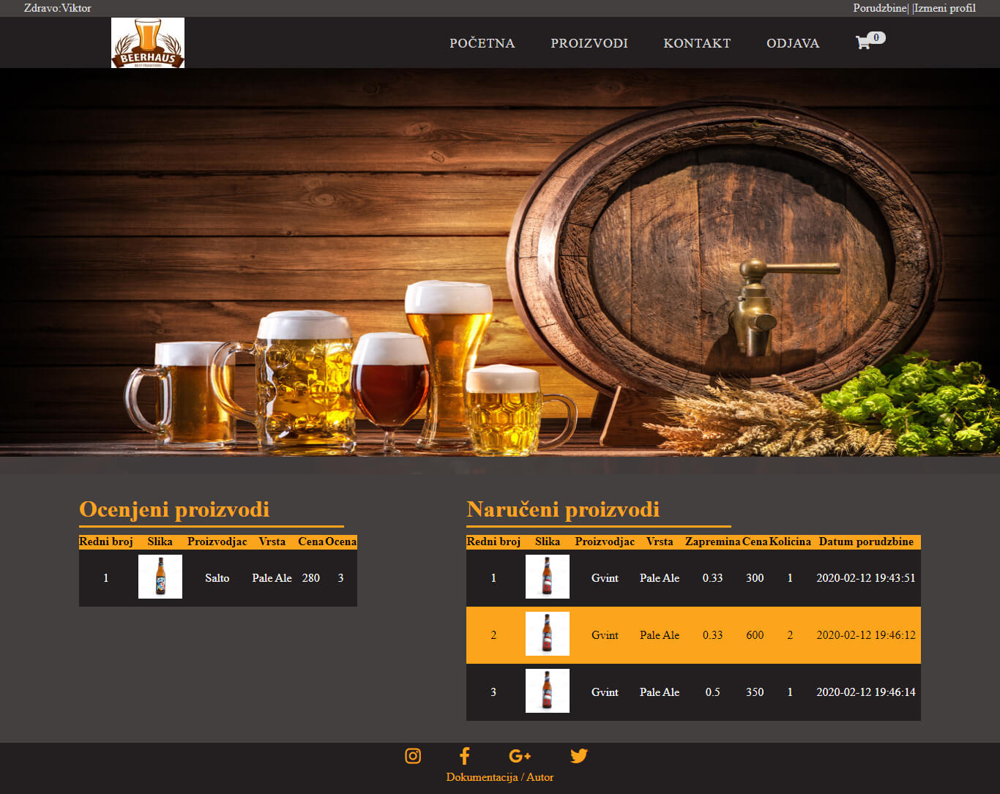 Zdravo:Viktor
Porudzbine| |Izmeni profil
BEERHAUS
BEST TRADITIONS
POČETNA PROIZVODI KONTAKT ODJAVA 0
Ocenjeni proizvodi
Redni broj Slika Proizvodjac Vrsta Cena Ocena
1 Salto Pale Ale 280 3
Naručeni proizvodi
Redni broj Slika Proizvodjac Vrsta Zapremina Cena Kolicina Datum porudzbine
1 Gvint Pale Ale 0.33 300 1 2020-02-12 19:43:51
2 Gvint Pale Ale 0.33 600 2 2020-02-12 19:46:12
3 Gvint Pale Ale 0.5 350 1 2020-02-12 19:46:14
G+
Dokumentacija / Autor